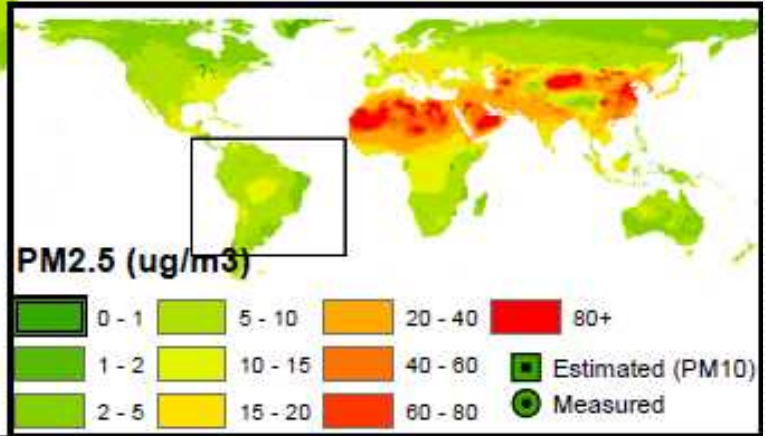 PM2.5 (ug/m3)
0 - 1
5 - 10
20 - 40
80+
1 - 2
10 - 15
40 - 60
Estimated (PM10)
2 - 5
15 - 20
60 - 80
Measured